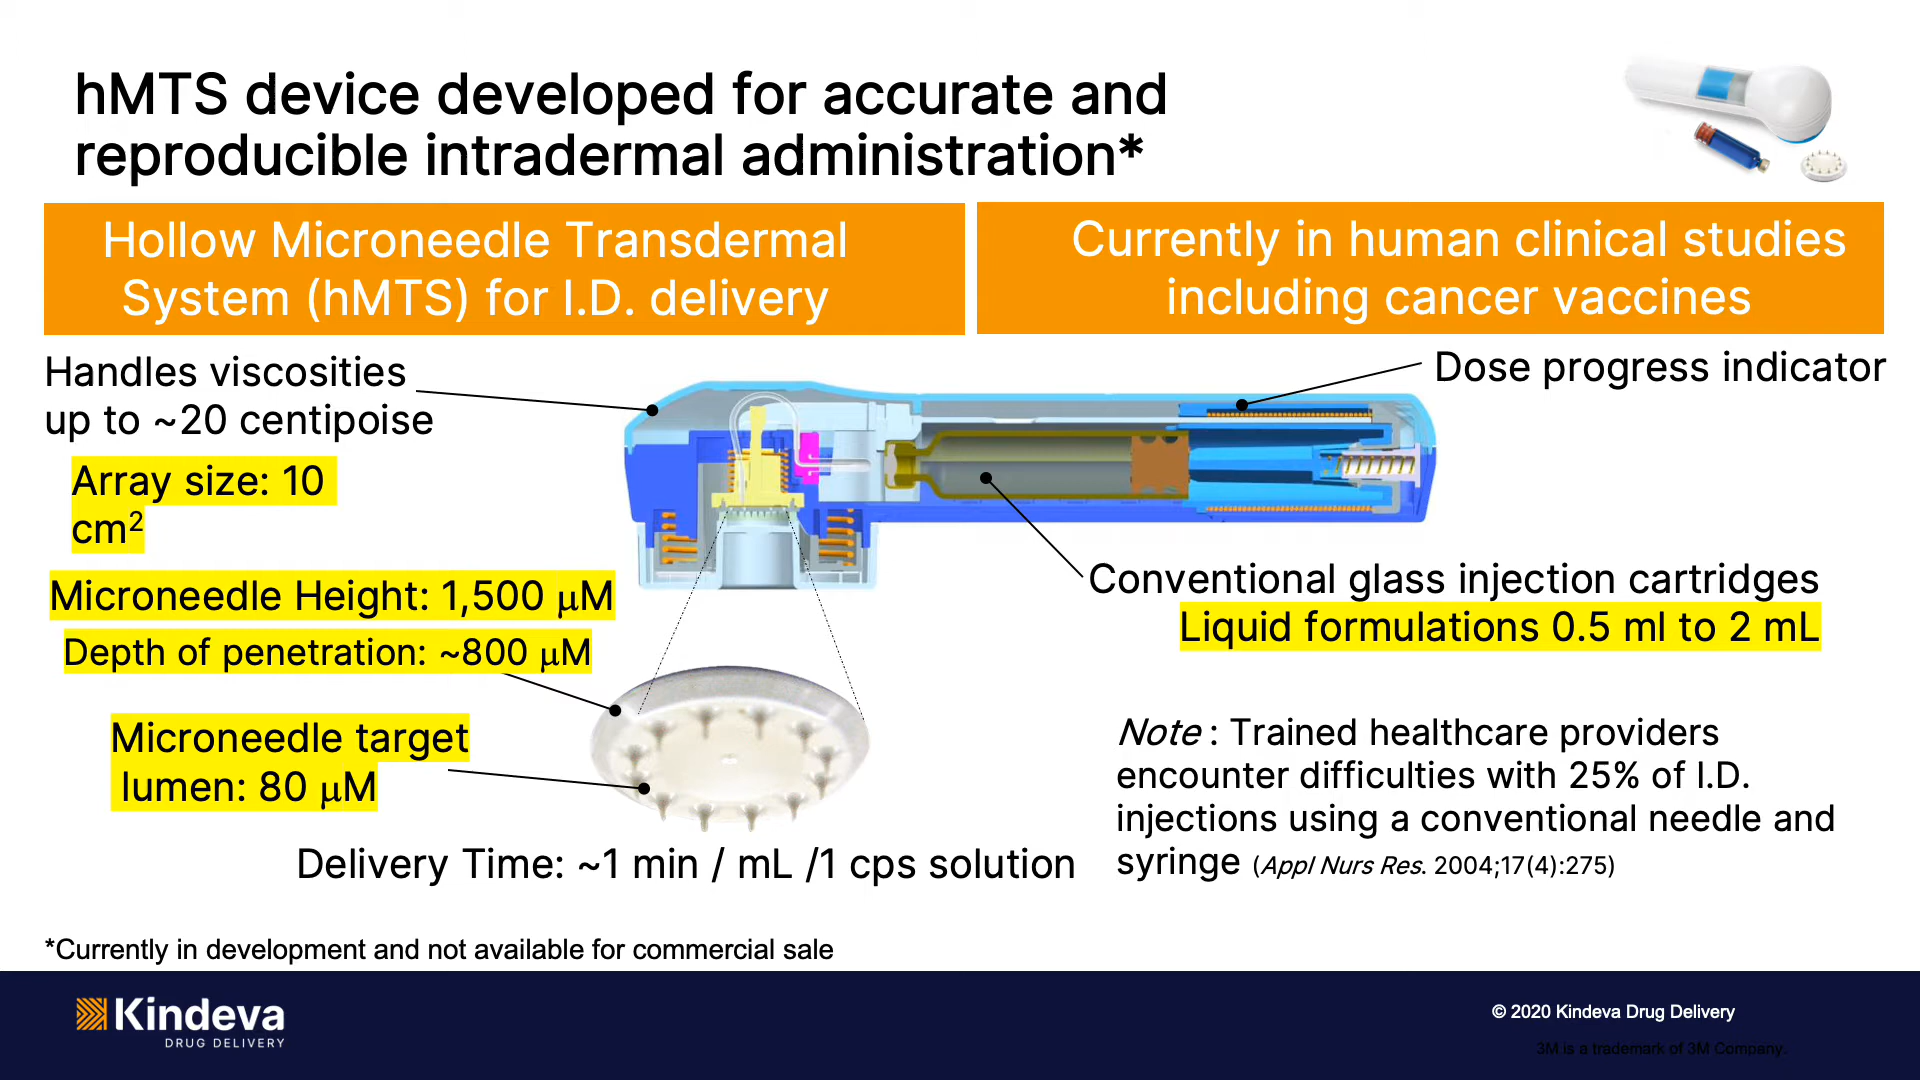 hMTS device developed for accurate and
reproducible intradermal administration*
Hollow Microneedle Transdermal
System (hMTS) for I.D. delivery
Currently in human clinical studies
including cancer vaccines
Handles viscosities
up to ~20 centipoise
Dose progress indicator
Array size: 10
cm²
Microneedle Height: 1,500 μM
Depth of penetration: ~800 μM
Microneedle target
lumen: 80 μM
Delivery Time: ~1 min / mL /1 cps solution
Conventional glass injection cartridges
Liquid formulations 0.5 ml to 2 mL
Note : Trained healthcare providers
encounter difficulties with 25% of I.D.
injections using a conventional needle and
syringe (Appl Nurs Res. 2004;17(4):275)
*Currently in development and not available for commercial sale
Kindeva
DRUG DELIVERY
© 2020 Kindeva Drug Delivery
3M is a trademark of 3M Company.